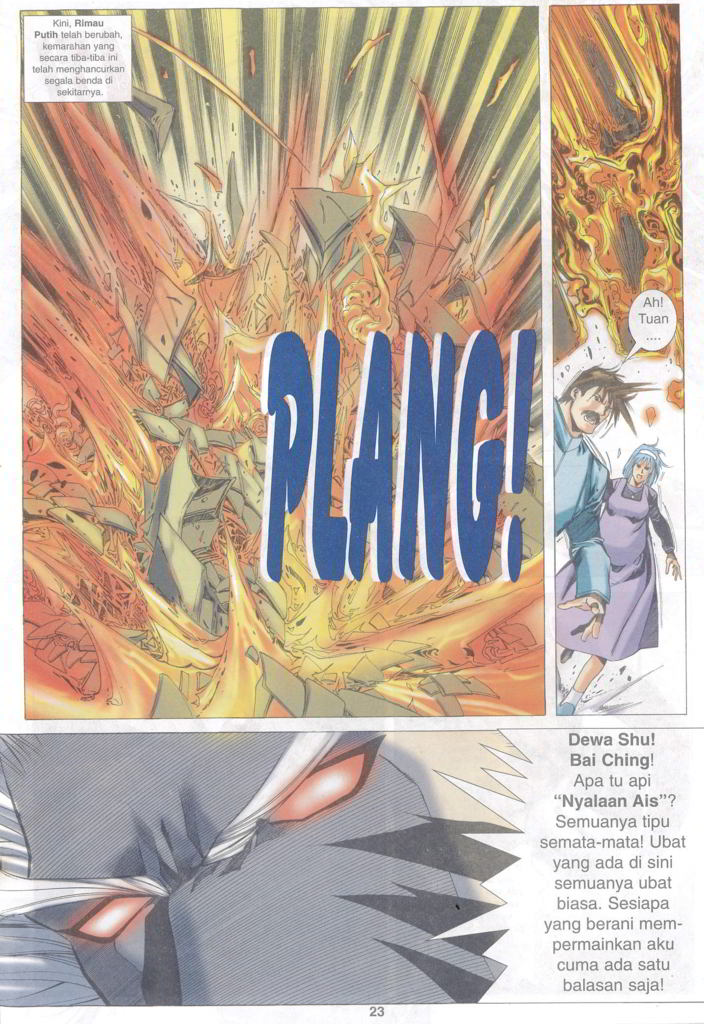 Kini, Rimau
Putih telah berubah,
kemarahan yang
secara tiba-tiba ini
telah menghancurkan
segala benda di
sekitarnya.
PLANG!
Ah!
Tuan
....
Dewa Shu!
Bai Ching!
Apa tu api
“Nyalaan Ais”?
Semuanya tipu
semata-mata! Ubat
yang ada di sini
semuanya ubat
biasa. Sesiapa
yang berani mem-
permainkan aku
cuma ada satu
balasan saja!
23